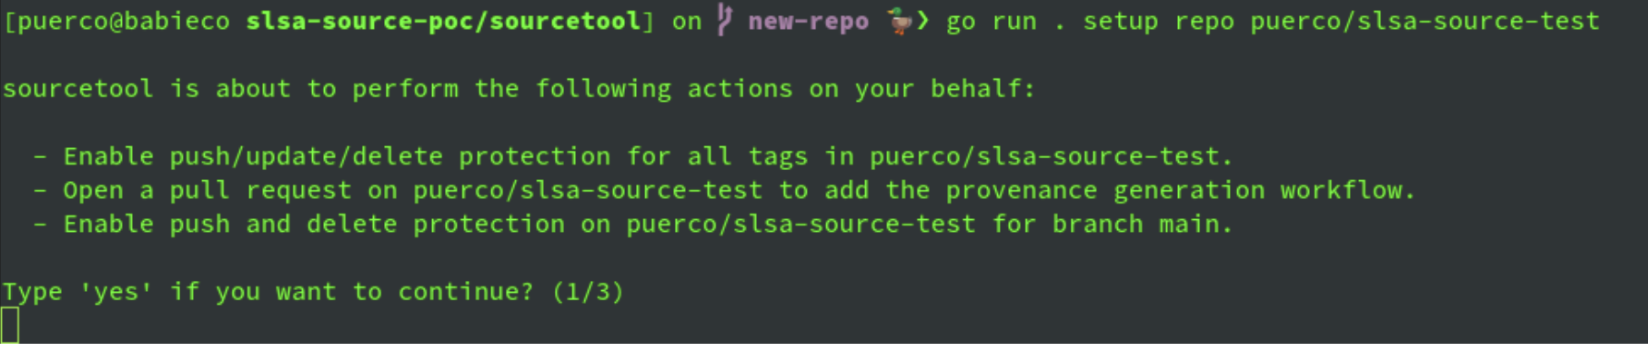 [puerco@babieco slsa-source-poc/sourcetool] on new-repo 🦆❯ go run . setup repo puerco/slsa-source-test
sourcetool is about to perform the following actions on your behalf:
– Enable push/update/delete protection for all tags in puerco/slsa-source-test.
– Open a pull request on puerco/slsa-source-test to add the provenance generation workflow.
– Enable push and delete protection on puerco/slsa-source-test for branch main.
Type 'yes' if you want to continue? (1/3)